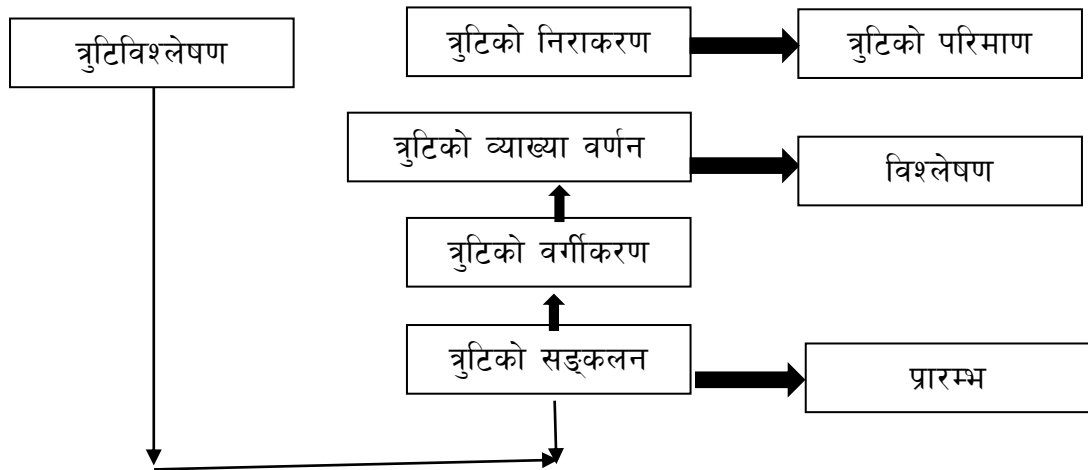 त्रुटिविश्लेषण
त्रुटिको निराकरण
त्रुटिको परिमाण
त्रुटिको व्याख्या वर्णन
विश्लेषण
त्रुटिको वर्गीकरण
त्रुटिको सङ्कलन
प्रारम्भ